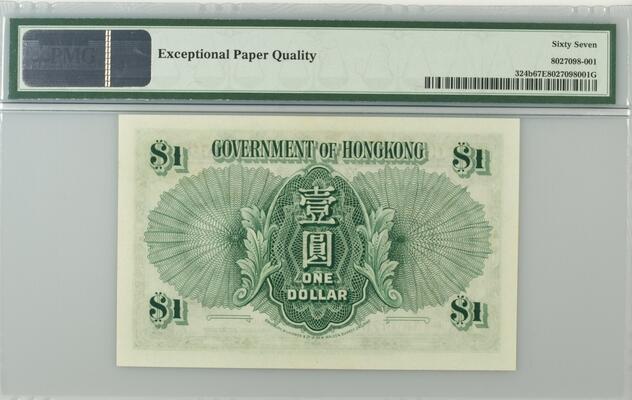 PMG
Exceptional Paper Quality
Sixty Seven
8027098-001
324b67E8027098001G
$1
GOVERNMENT OF HONGKONG
$1
壹
圓
ONE
DOLLAR
$1
$1